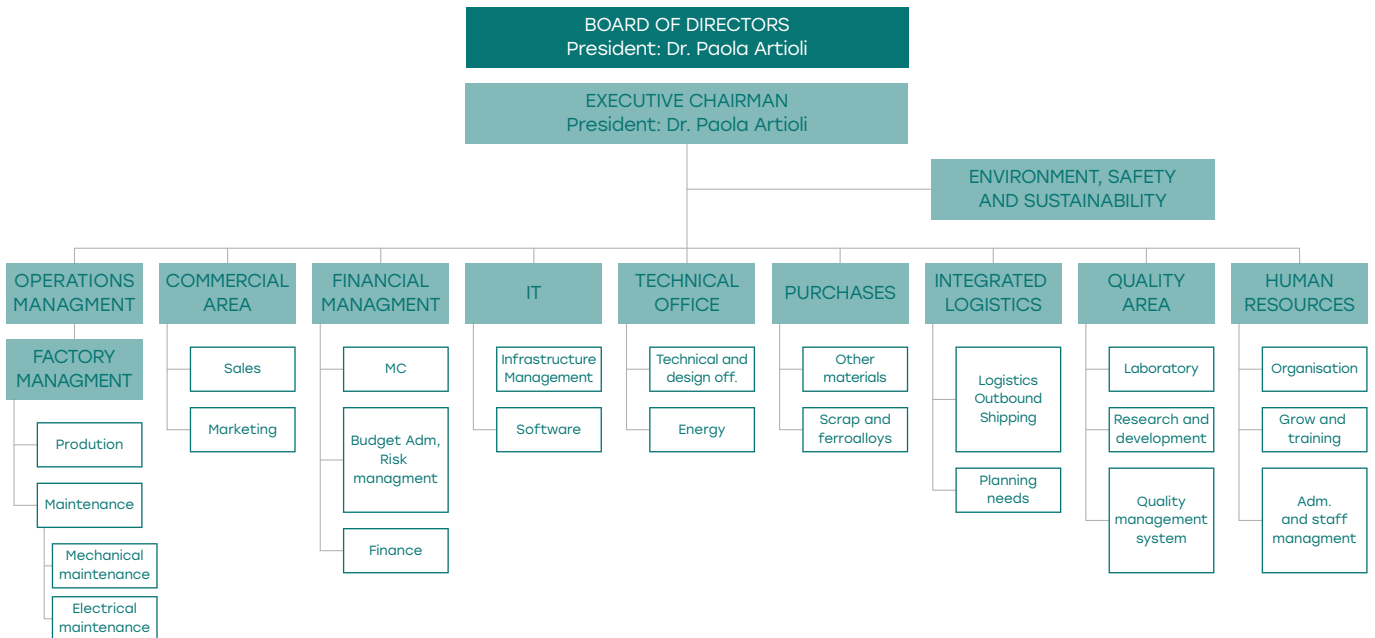 BOARD OF DIRECTORS
President: Dr. Paola Artioli
EXECUTIVE CHAIRMAN
President: Dr. Paola Artioli
ENVIRONMENT, SAFETY
AND SUSTAINABILITY
OPERATIONS
MANAGMENT
FACTORY
MANAGMENT
Prodution
Maintenance
Mechanical
maintenance
Electrical
maintenance
COMMERCIAL
AREA
Sales
Marketing
FINANCIAL
MANAGMENT
MC
Budget Adm,
Risk
managment
Finance
IT
Infrastructure
Management
Software
TECHNICAL
OFFICE
Technical and
design off.
Energy
PURCHASES
Other
materials
Scrap and
ferroalloys
INTEGRATED
LOGISTICS
Logistics
Outbound
Shipping
Planning
needs
QUALITY
AREA
Laboratory
Research and
development
Quality
management
system
HUMAN
RESOURCES
Organisation
Grow and
training
Adm.
and staff
managment